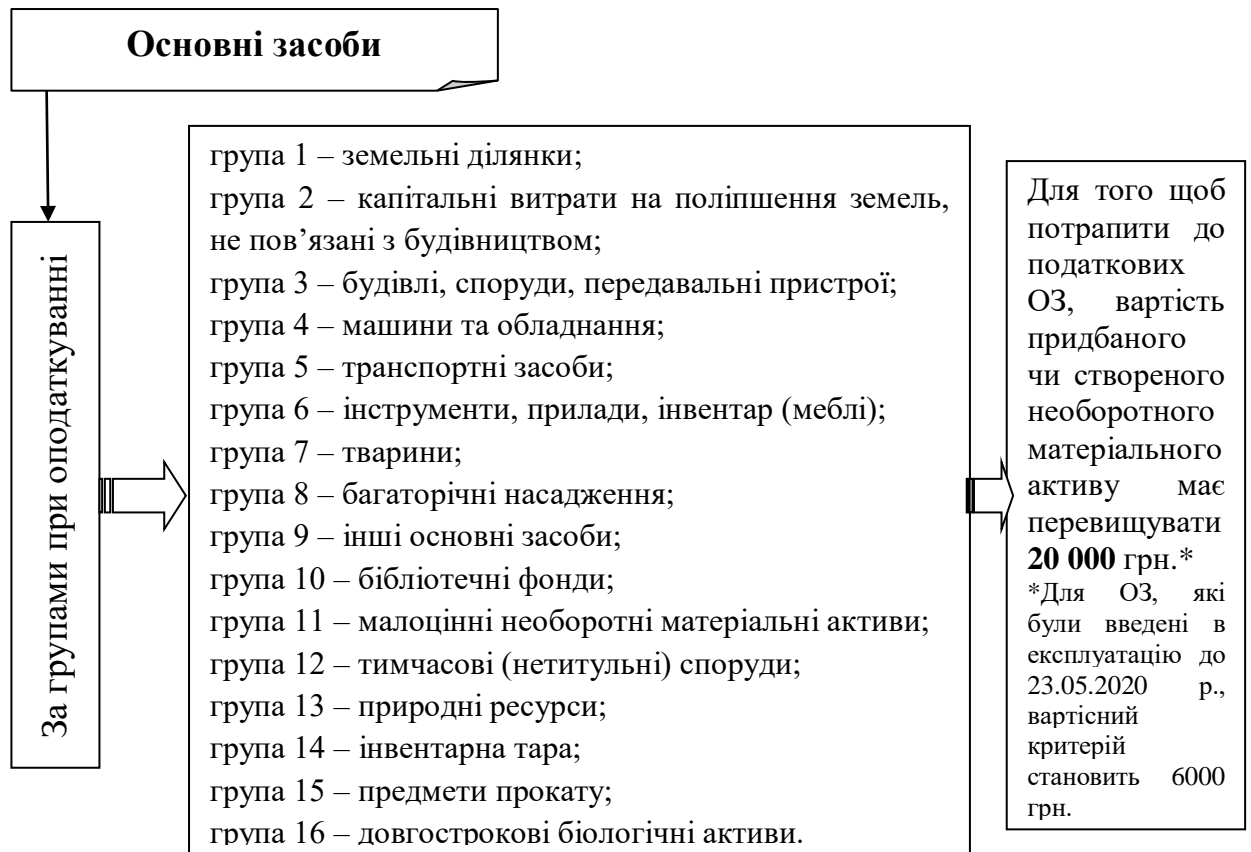 Основні засоби
За групами при оподаткуванні
група 1 – земельні ділянки;
група 2 – капітальні витрати на поліпшення земель,
не пов’язані з будівництвом;
група 3 – будівлі, споруди, передавальні пристрої;
група 4 – машини та обладнання;
група 5 – транспортні засоби;
група 6 – інструменти, прилади, інвентар (меблі);
група 7 – тварини;
група 8 – багаторічні насадження;
група 9 – інші основні засоби;
група 10 – бібліотечні фонди;
група 11 – малоцінні необоротні матеріальні активи;
група 12 – тимчасові (нетитульні) споруди;
група 13 – природні ресурси;
група 14 – інвентарна тара;
група 15 – предмети прокату;
група 16 – довгострокові біологічні активи.
Для того щоб
потрапити до
податкових
ОЗ, вартість
придбаного
чи створеного
необоротного
матеріального
активу має
перевищувати
20 000 грн.*
*Для ОЗ, які
були введені в
експлуатацію до
23.05.2020 р.,
вартісний
критерій
становить 6000
грн.